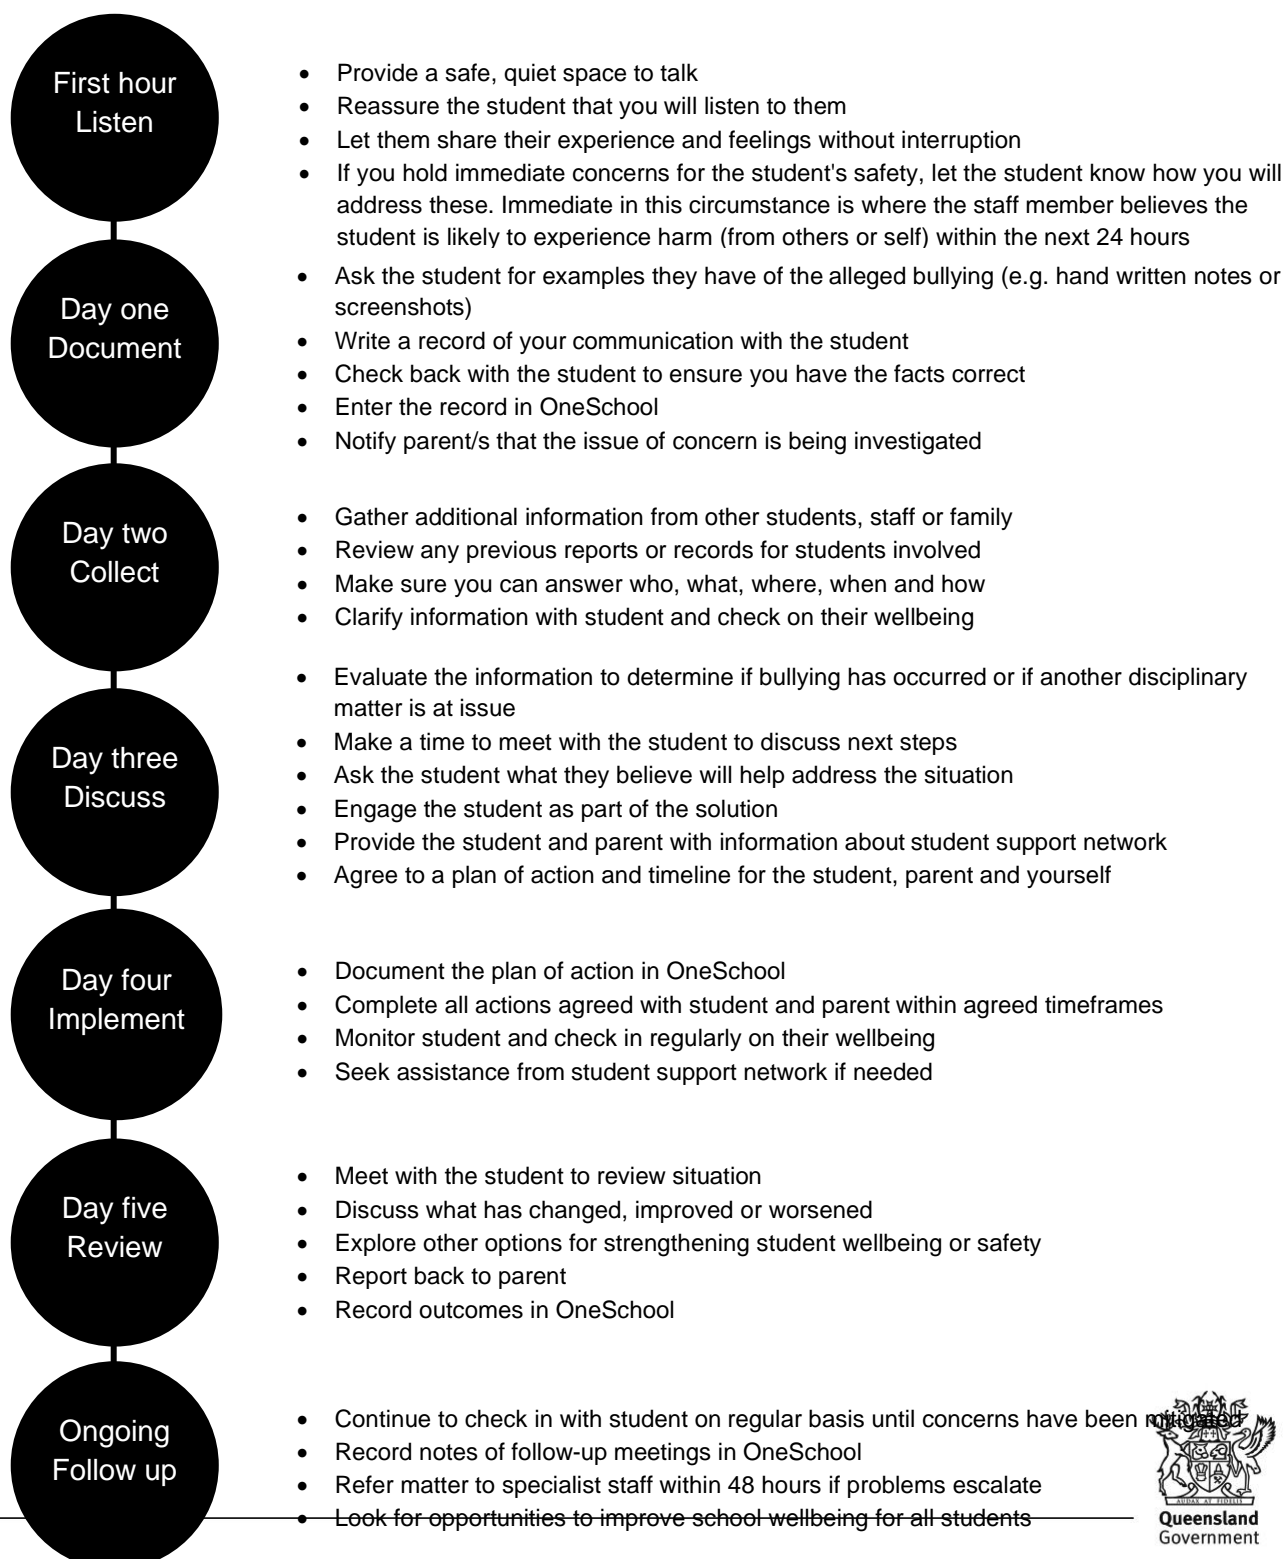 First hour
Listen
• Provide a safe, quiet space to talk
• Reassure the student that you will listen to them
• Let them share their experience and feelings without interruption
• If you hold immediate concerns for the student's safety, let the student know how you will
address these. Immediate in this circumstance is where the staff member believes the
student is likely to experience harm (from others or self) within the next 24 hours
Day one
Document
• Ask the student for examples they have of the alleged bullying (e.g. hand written notes or
screenshots)
• Write a record of your communication with the student
• Check back with the student to ensure you have the facts correct
• Enter the record in OneSchool
• Notify parent/s that the issue of concern is being investigated
Day two
Collect
• Gather additional information from other students, staff or family
• Review any previous reports or records for students involved
• Make sure you can answer who, what, where, when and how
• Clarify information with student and check on their wellbeing
Day three
Discuss
• Evaluate the information to determine if bullying has occurred or if another disciplinary
matter is at issue
• Make a time to meet with the student to discuss next steps
• Ask the student what they believe will help address the situation
• Engage the student as part of the solution
• Provide the student and parent with information about student support network
• Agree to a plan of action and timeline for the student, parent and yourself
Day four
Implement
• Document the plan of action in OneSchool
• Complete all actions agreed with student and parent within agreed timeframes
• Monitor student and check in regularly on their wellbeing
• Seek assistance from student support network if needed
Day five
Review
• Meet with the student to review situation
• Discuss what has changed, improved or worsened
• Explore other options for strengthening student wellbeing or safety
• Report back to parent
• Record outcomes in OneSchool
Ongoing
Follow up
• Continue to check in with student on regular basis until concerns have been mitigated
• Record notes of follow-up meetings in OneSchool
• Refer matter to specialist staff within 48 hours if problems escalate
• Look for opportunities to improve school wellbeing for all students
AUDAX AT FIDELIS
Queensland
Government